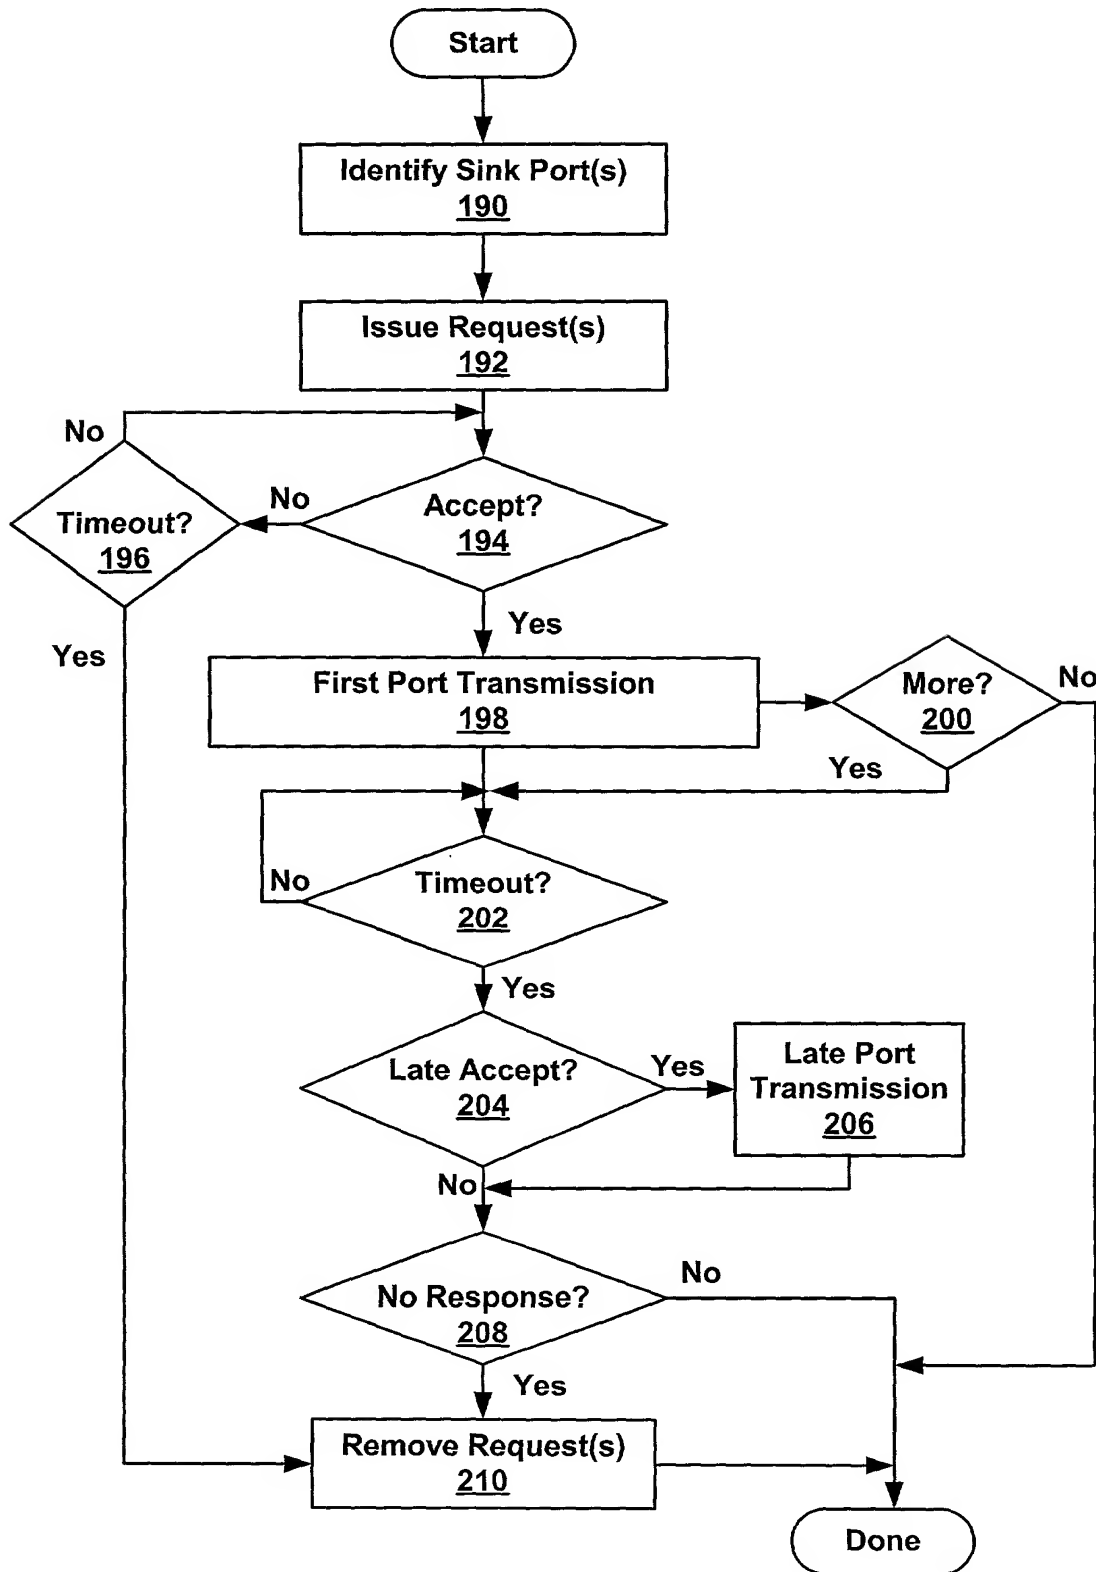 Start
Identify Sink Port(s)
190
Issue Request(s)
192
No
No
Accept?
194
Timeout?
196
Yes
Yes
First Port Transmission
198
More?
200
No
Yes
No
Timeout?
202
Yes
Late Accept?
204
Yes
Late Port
Transmission
206
No
No Response?
208
No
Yes
Remove Request(s)
210
Done